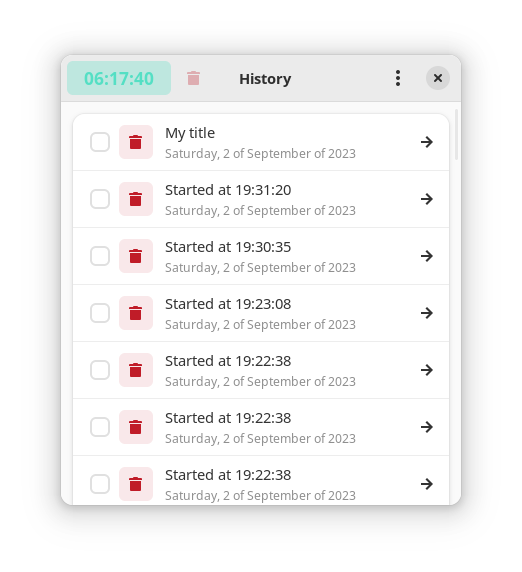 06:17:40
History
My title
Saturday, 2 of September of 2023
Started at 19:31:20
Saturday, 2 of September of 2023
Started at 19:30:35
Saturday, 2 of September of 2023
Started at 19:23:08
Saturday, 2 of September of 2023
Started at 19:22:38
Saturday, 2 of September of 2023
Started at 19:22:38
Saturday, 2 of September of 2023
Started at 19:22:38
Saturday, 2 of September of 2023